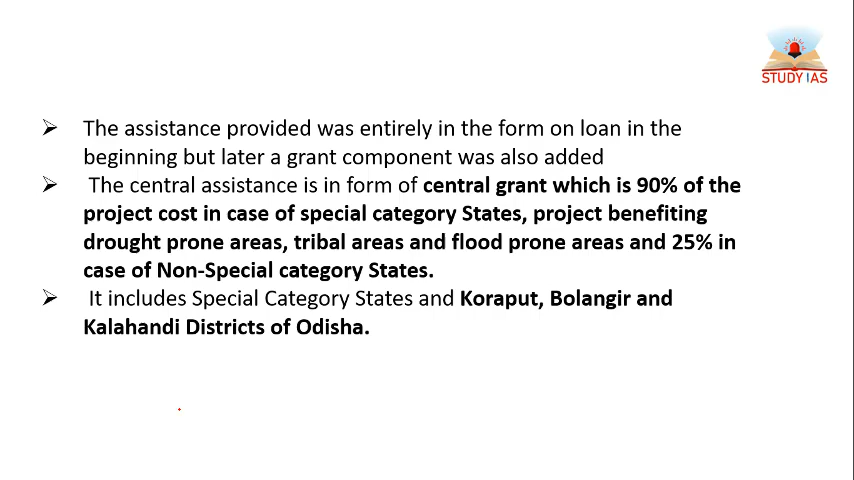 STUDY IAS
➢ The assistance provided was entirely in the form on loan in the
beginning but later a grant component was also added
➢ The central assistance is in form of central grant which is 90% of the
project cost in case of special category States, project benefiting
drought prone areas, tribal areas and flood prone areas and 25% in
case of Non-Special category States.
➢ It includes Special Category States and Koraput, Bolangir and
Kalahandi Districts of Odisha.